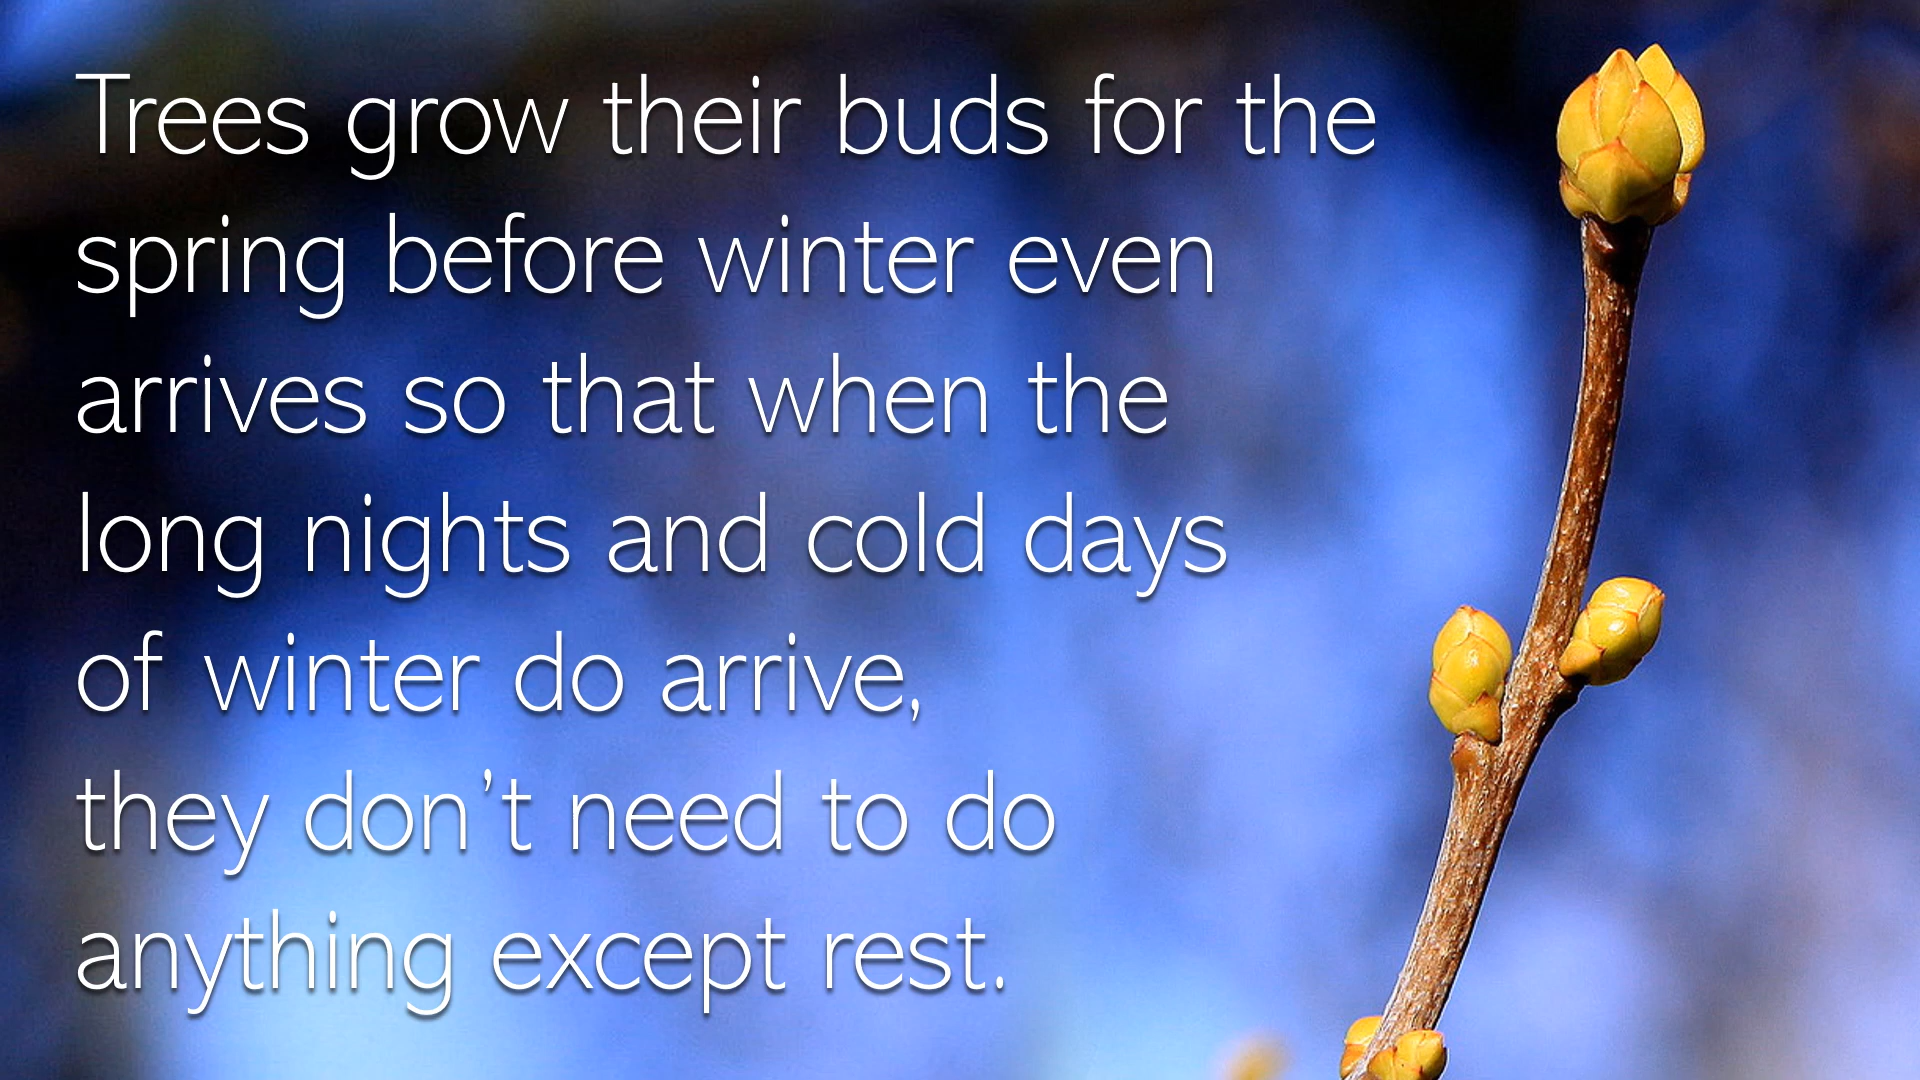 Trees grow their buds for the
spring before winter even
arrives so that when the
long nights and cold days
of winter do arrive,
they don't need to do
anything except rest.